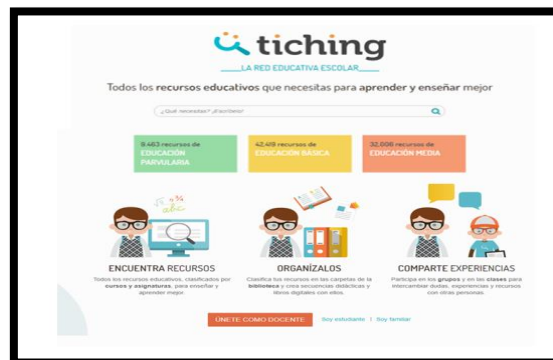 tiching
LA RED EDUCATIVA ESCOLAR
Todos los recursos educativos que necesitas para aprender y enseñar mejor
¿Qué necesitas? ¡Escríbelo!
9.463 recursos de
EDUCACIÓN
PARVULARIA
42.419 recursos de
EDUCACIÓN BÁSICA
32.006 recursos de
EDUCACIÓN MEDIA
abc
ENCUENTRA RECURSOS
Todos los recursos educativos, clasificados por
cursos y asignaturas, para enseñar y
aprender mejor.
ORGANÍZALOS
Clasifica los recursos en las carpetas de la
biblioteca y crea secuencias didácticas y
libros digitales con ellos.
COMPARTE EXPERIENCIAS
Participa en los grupos y en las clases para
intercambiar dudas, experiencias y recursos
con otras personas.
ÚNETE COMO DOCENTE
Soy estudiante | Soy familiar